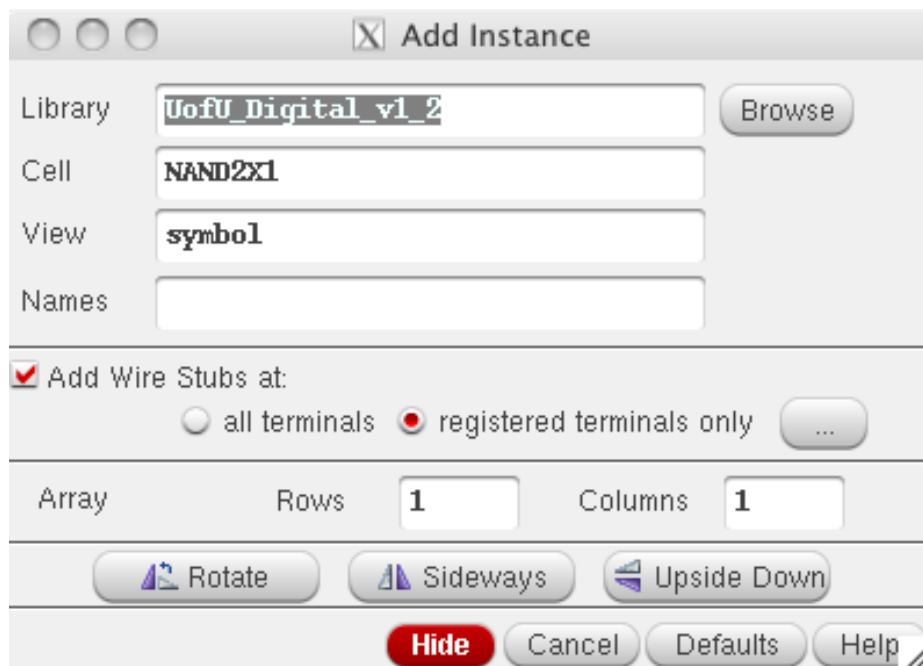 Add Instance
Library UofU_Digital_v1_2 Browse
Cell NAND2X1
View symbol
Names
Add Wire Stubs at:
all terminals registered terminals only ...
Array Rows 1 Columns 1
Rotate Sideways Upside Down
Hide Cancel Defaults Help